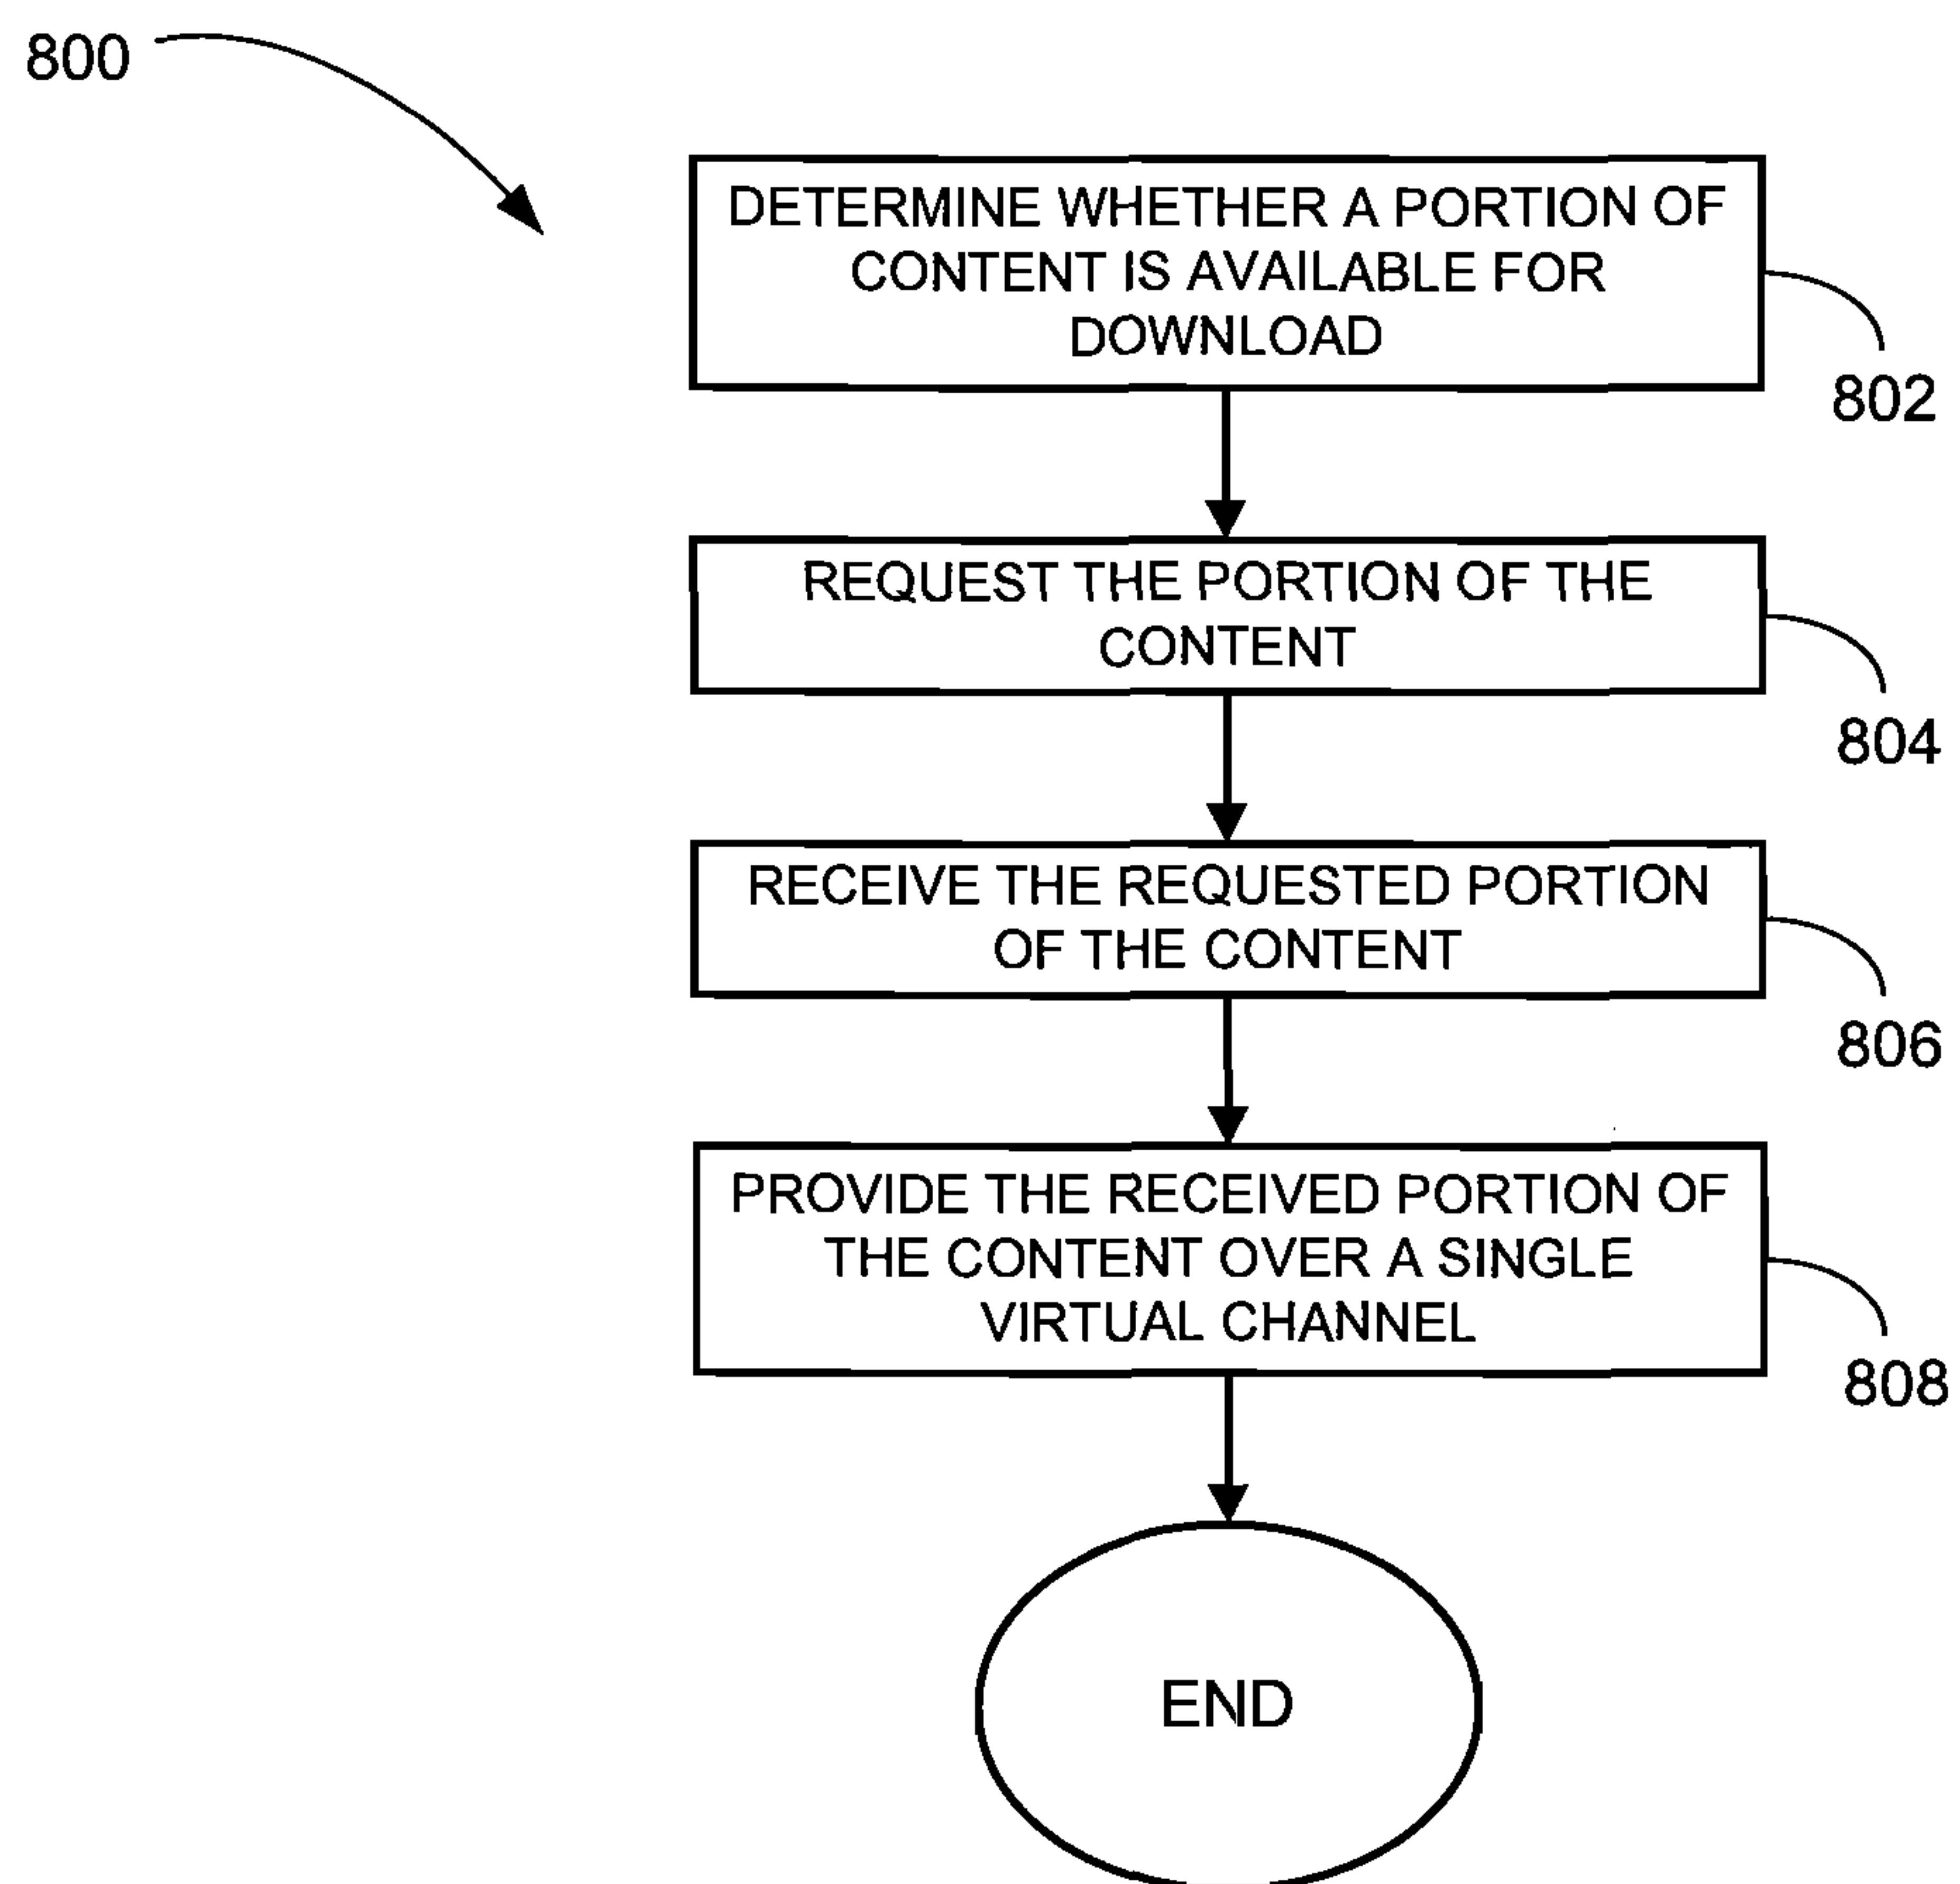 800
DETERMINE WHETHER A PORTION OF
CONTENT IS AVAILABLE FOR
DOWNLOAD
802
REQUEST THE PORTION OF THE
CONTENT
804
RECEIVE THE REQUESTED PORTION
OF THE CONTENT
806
PROVIDE THE RECEIVED PORTION OF
THE CONTENT OVER A SINGLE
VIRTUAL CHANNEL
808
END